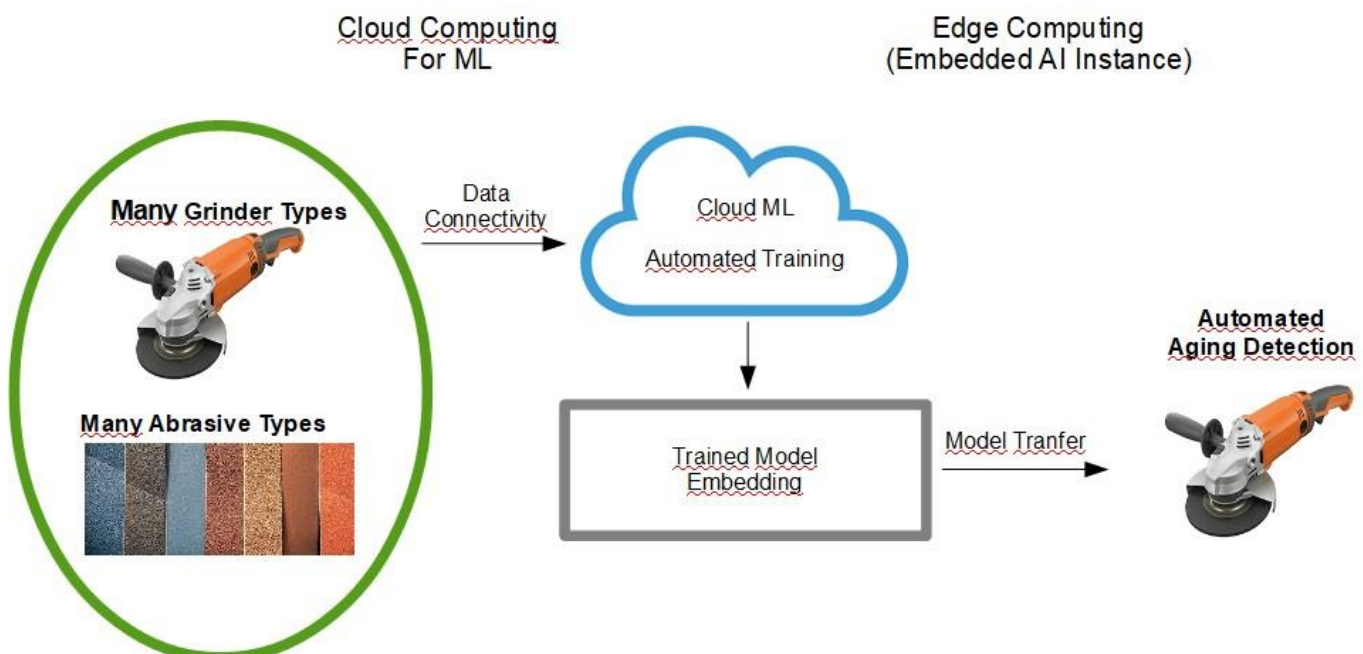 Cloud Computing
For ML
Edge Computing
(Embedded AI Instance)
Many Grinder Types
Data
Connectivity
Cloud ML
Automated Training
Automated
Aging Detection
Many Abrasive Types
Trained Model
Embedding
Model Tranfer